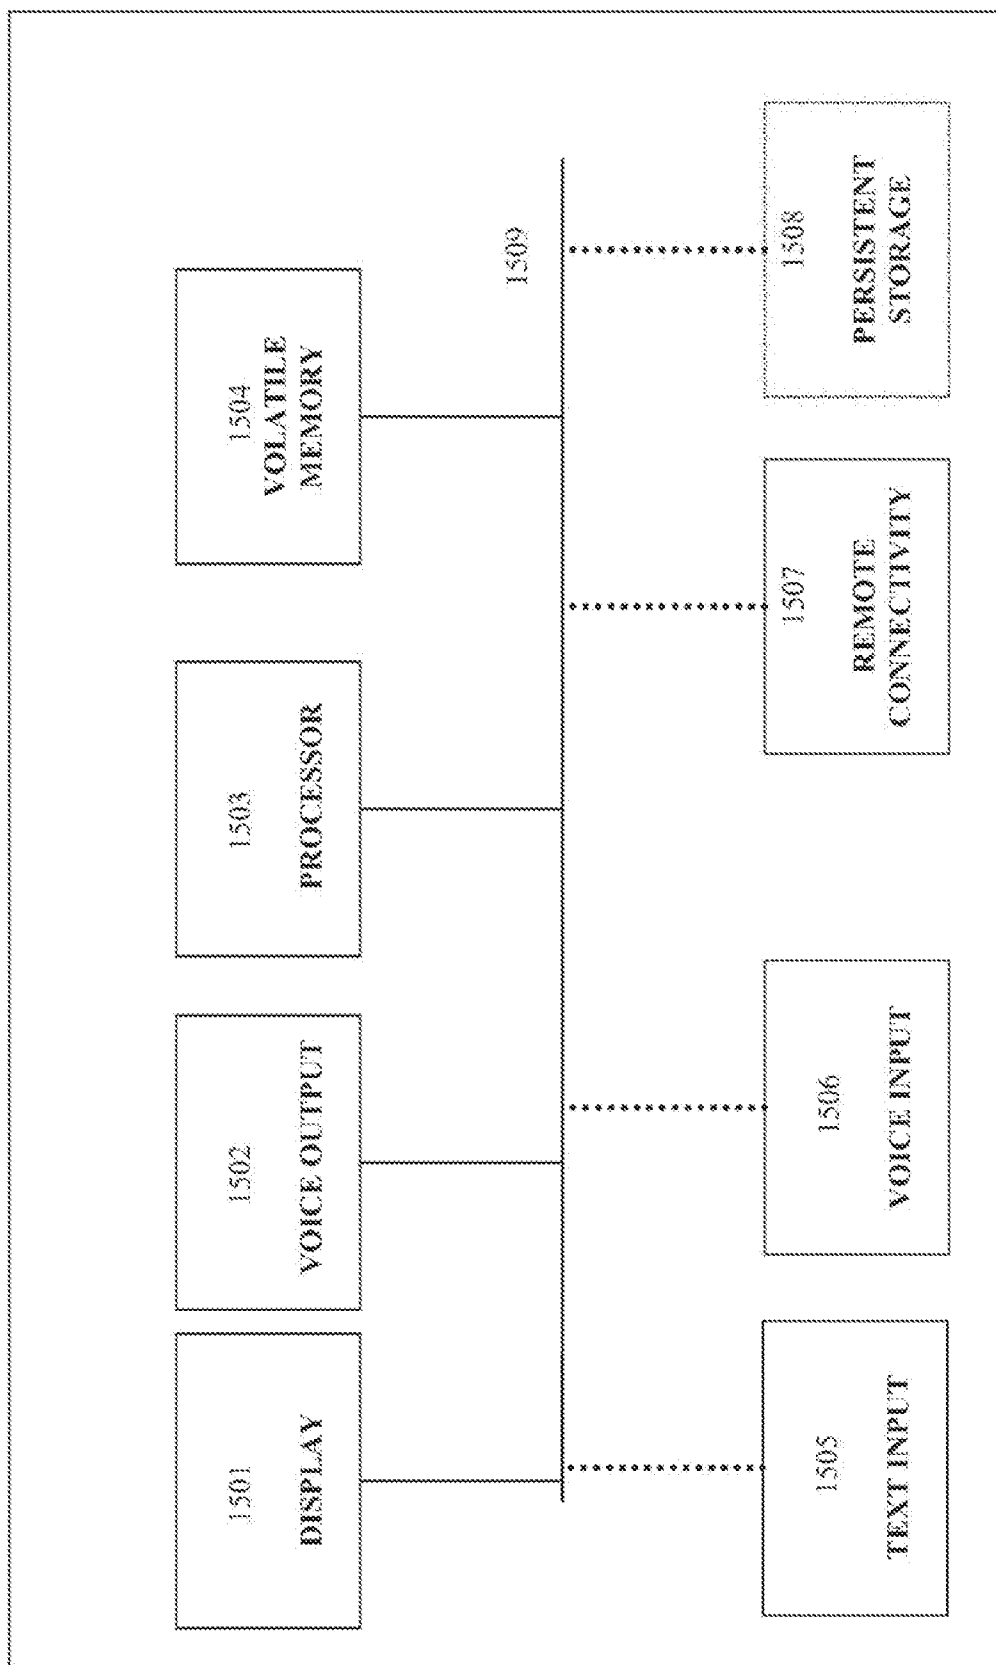 1501
DISPLAY
1502
VOICE OUTPUT
1503
PROCESSOR
1504
VOLATILE
MEMORY
1509
1505
TEXT INPUT
1506
VOICE INPUT
1507
REMOTE
CONNECTIVITY
1508
PERSISTENT
STORAGE